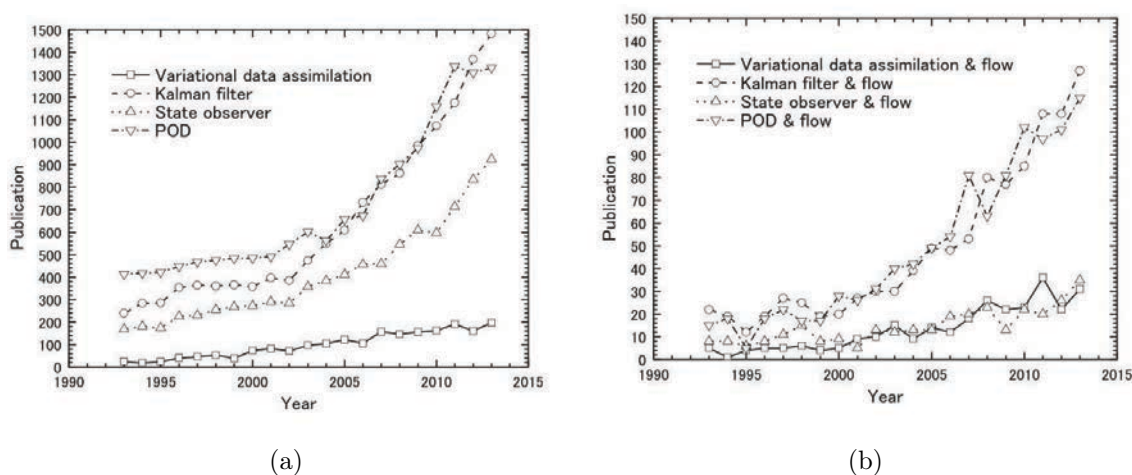 1500
1400
1300
1200
1100
1000
900
800
700
600
500
400
300
200
100
0
Publication
Variational data assimilation
Kalman filter
State observer
POD
1990 1995 2000 2005 2010 2015
Year
(a)
150
140
130
120
110
100
90
80
70
60
50
40
30
20
10
0
Publication
Variational data assimilation & flow
Kalman filter & flow
State observer & flow
POD & flow
1990 1995 2000 2005 2010 2015
Year
(b)